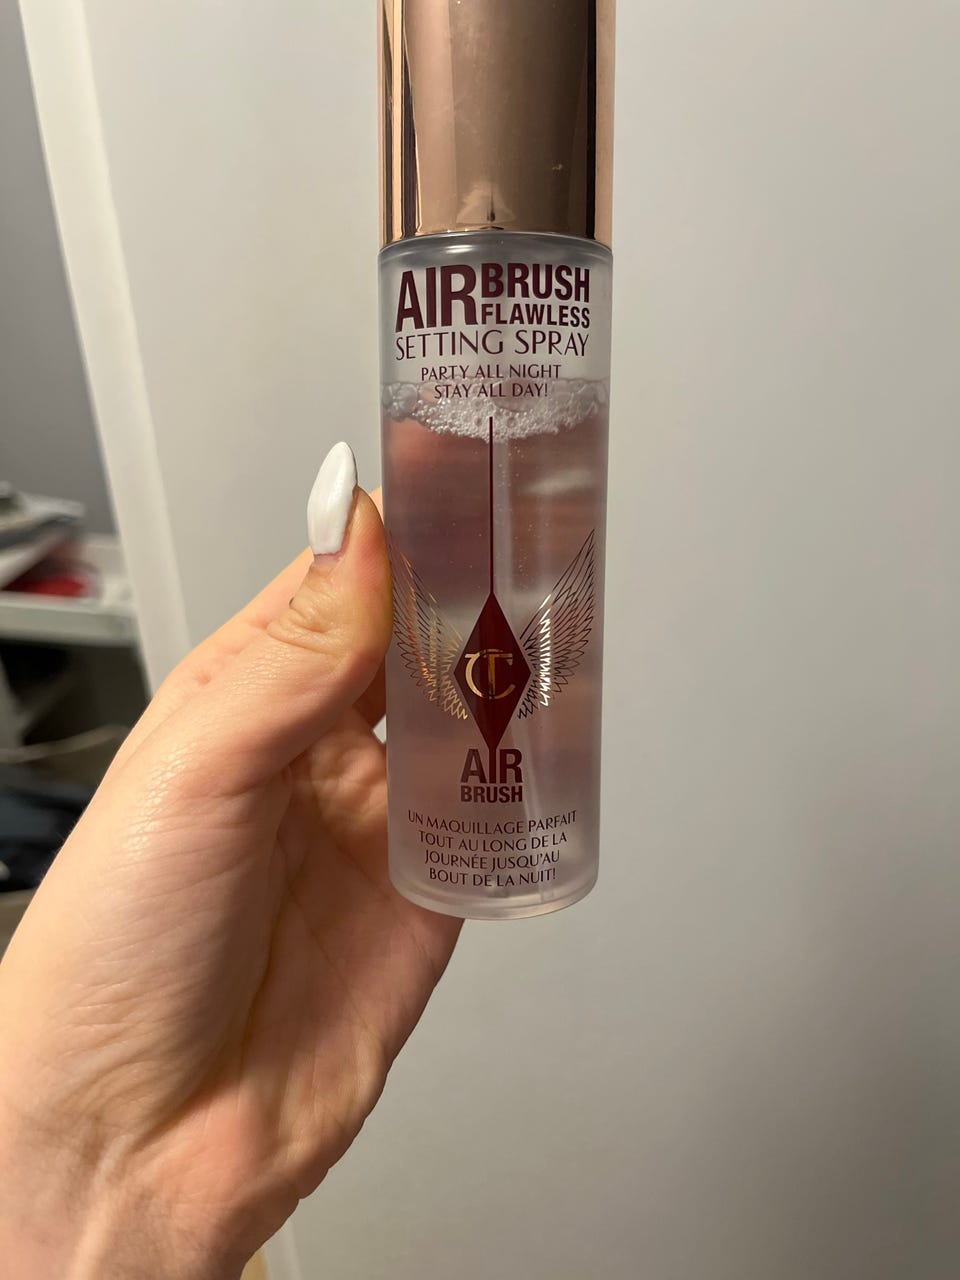 AIRBRUSH
FLAWLESS
SETTING SPRAY
PARTY ALL NIGHT
STAY ALL DAY!
CT
AIR
BRUSH
UN MAQUILLAGE PARFAIT
TOUT AU LONG DE LA
JOURNÉE JUSQU'AU
BOUT DE LA NUIT!